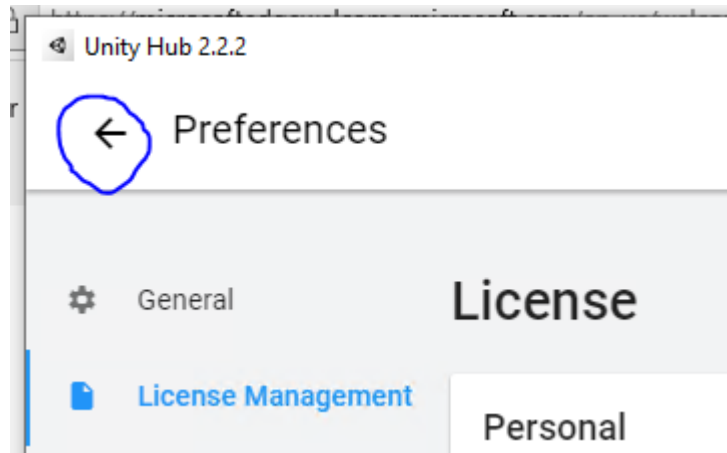 Unity Hub 2.2.2
Preferences
General
License
License Management
Personal